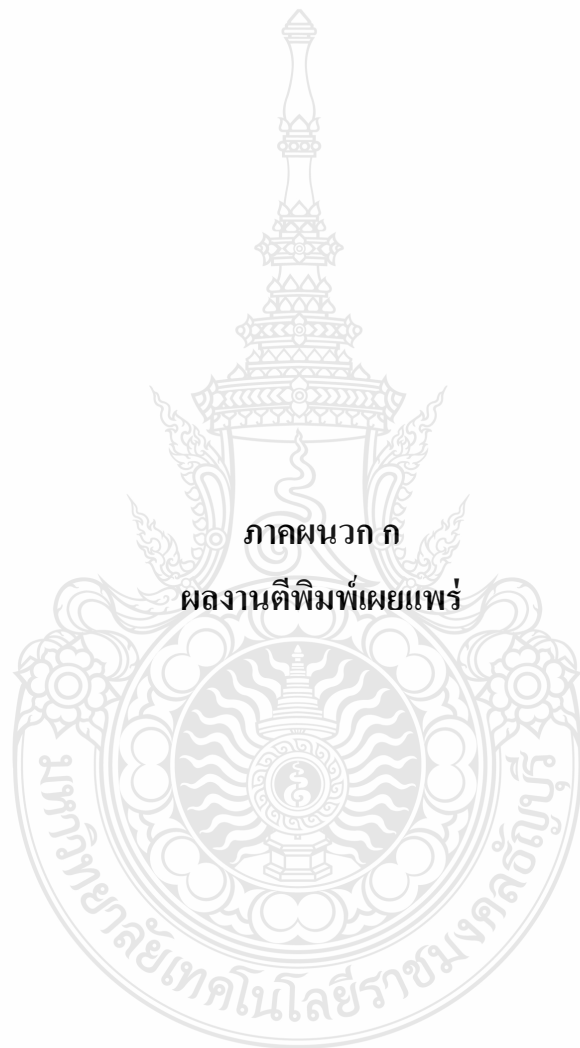 ภาคผนวก ก
ผลงานตีพิมพ์เผยแพร่
มหาวิทยาลัยเทคโนโลยีราชมงคลธัญบุรี